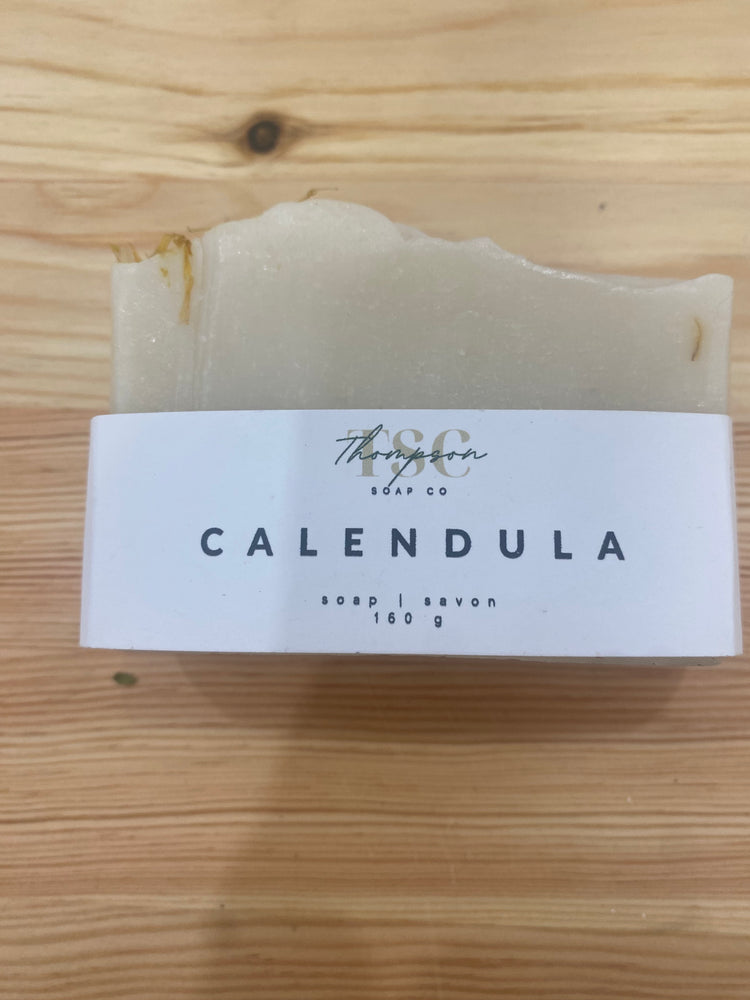 TSC
Thompson
SOAP CO
CALENDULA
soap | savon
160 g